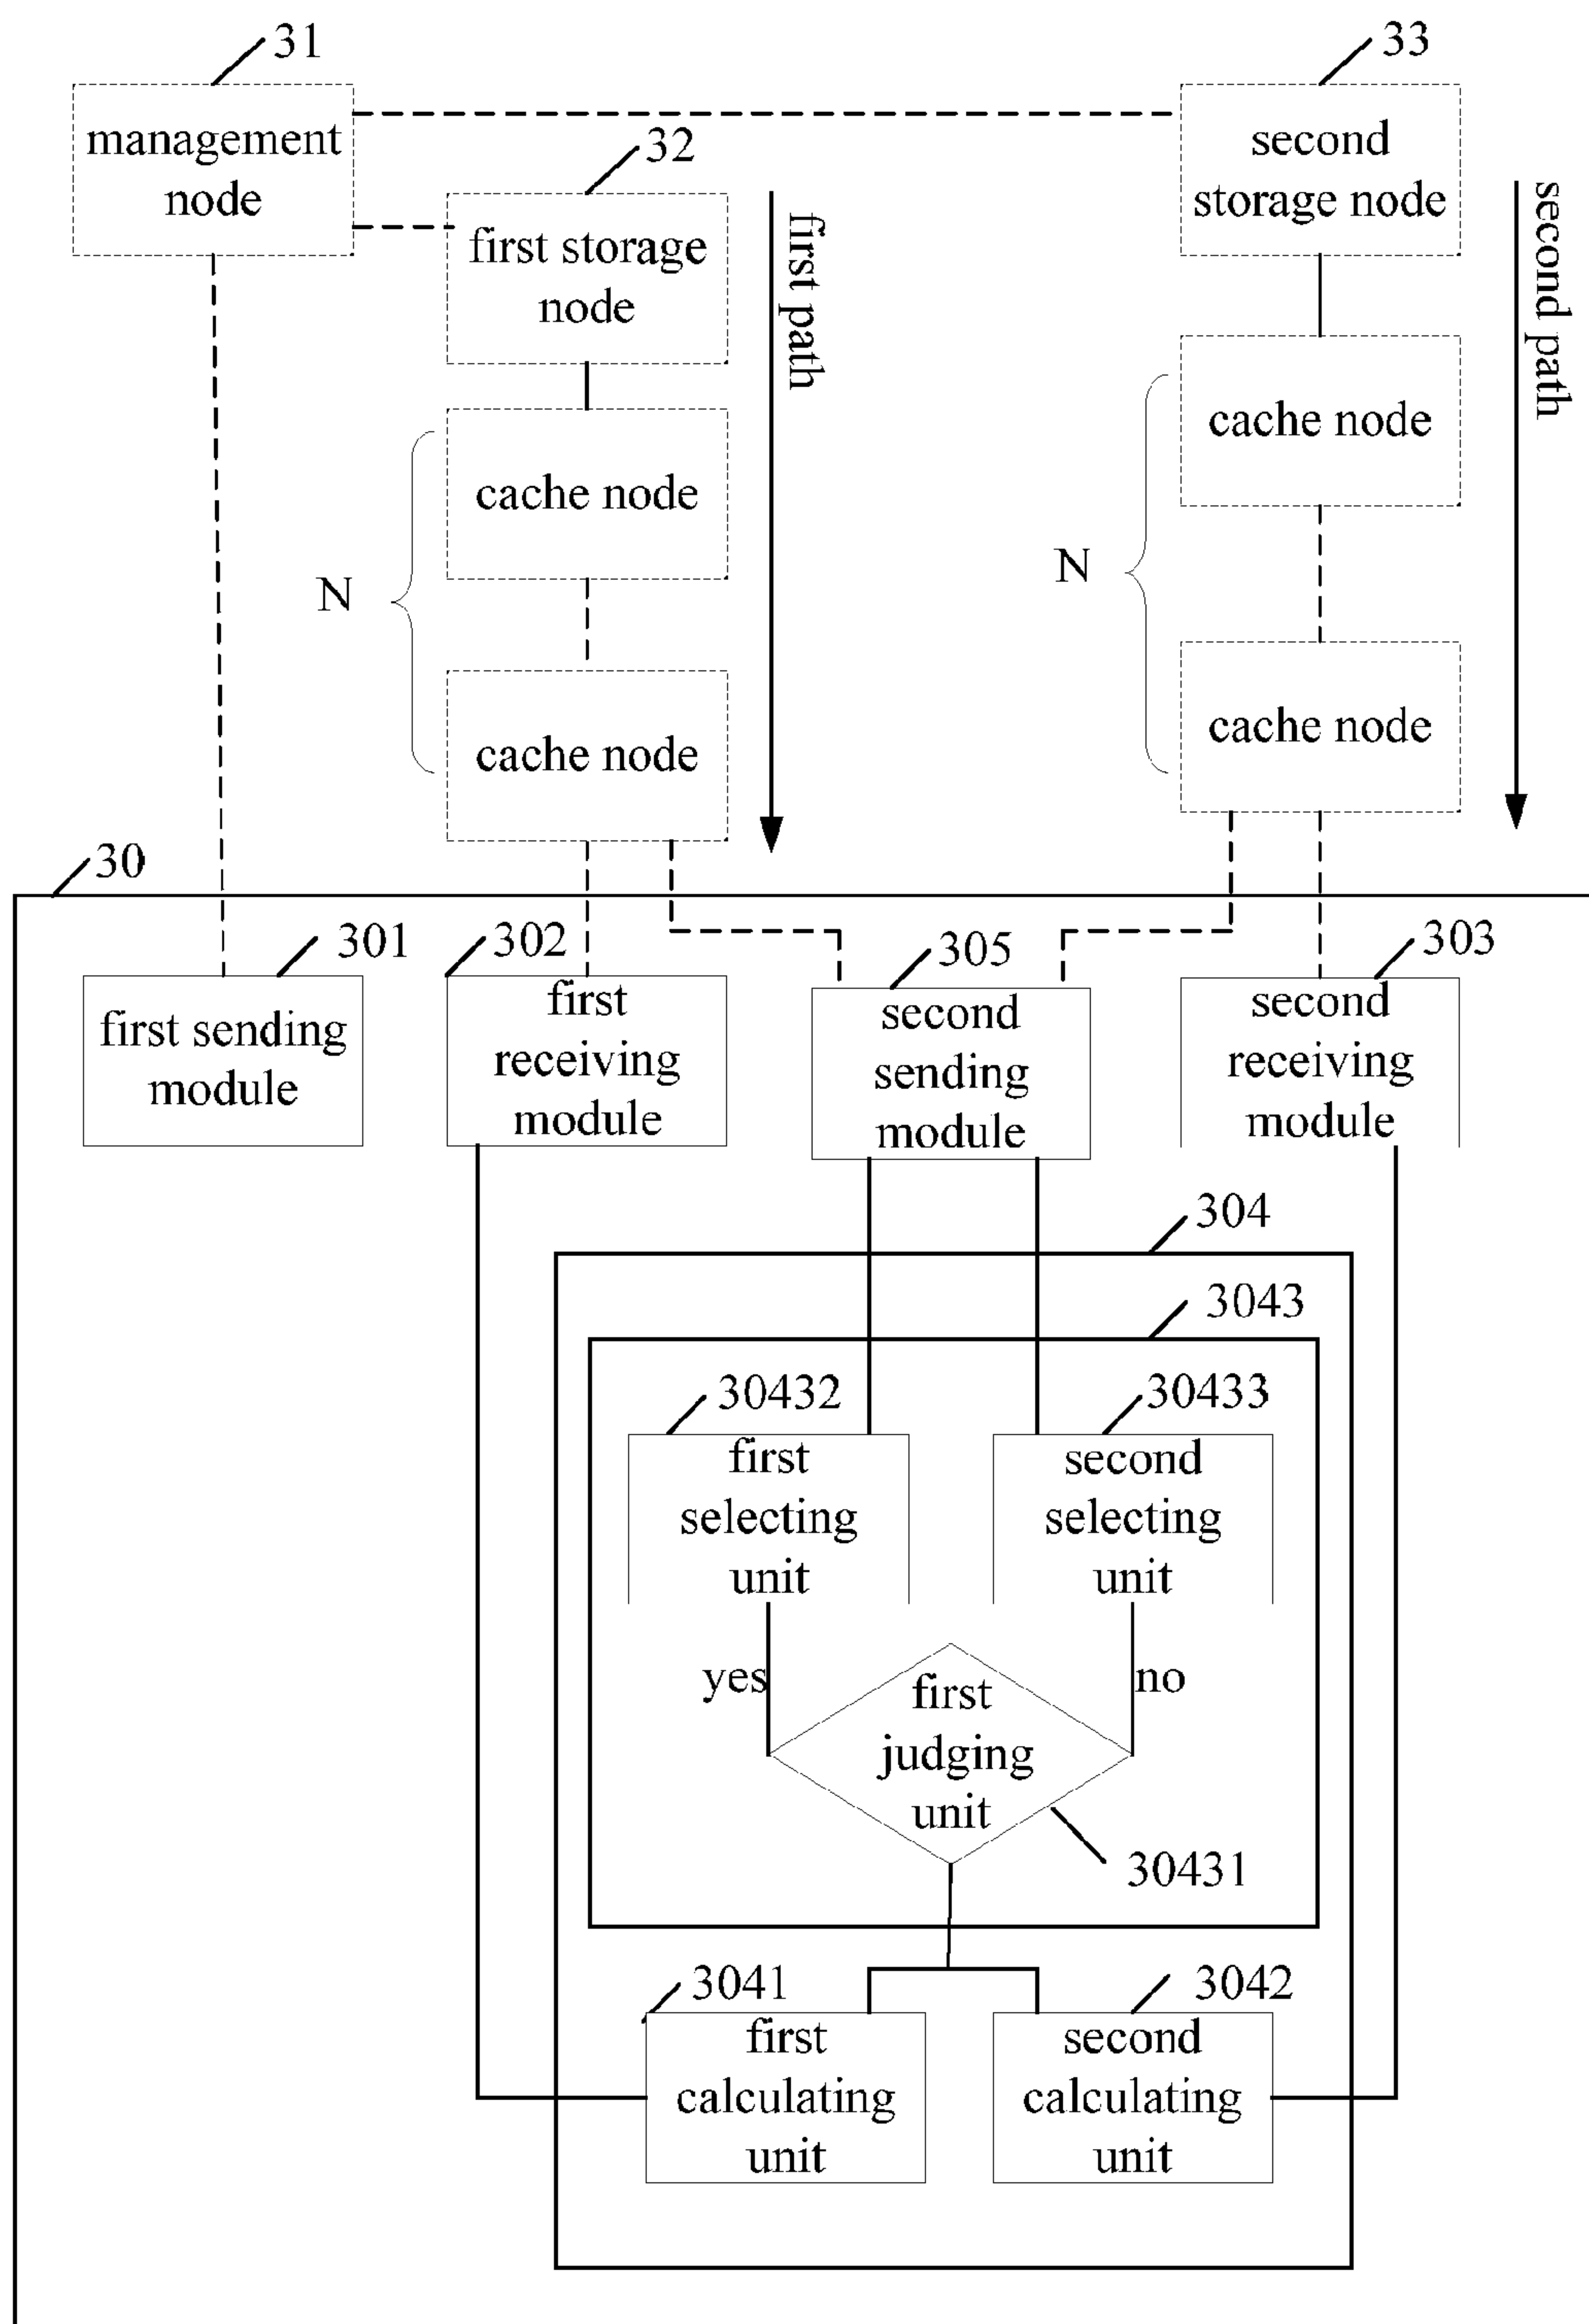 31
33
management
node
32
second
storage node
first storage
node
first path
second path
cache node
cache node
N
N
cache node
cache node
30
301
302
305
303
first sending
module
first
receiving
module
second
sending
module
second
receiving
module
304
3043
30432
30433
first
selecting
unit
second
selecting
unit
yes
no
first
judging
unit
30431
3041
3042
first
calculating
unit
second
calculating
unit